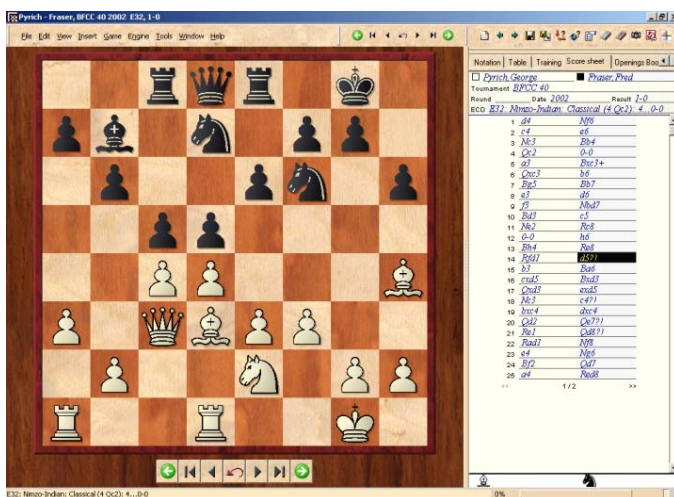 Pyrich - Fraser, BFCC 40 2002 E32, 1-0
File Edit View Insert Game Engine Tools Window Help
Notation Table Training Score sheet Openings Boo
Pyrich, George Fraser, Fred
Tournament BFCC 40
Round Date 2002 Result 1-0
ECO E32: Nimzo-Indian: Classical (4 Qc2): 4...0-0
1 d4 Nf6
2 c4 e6
3 Nc3 Bb4
4 Qc2 0-0
5 a3 Bxc3+
6 Qxc3 b6
7 Bg5 Bb7
8 e3 d6
9 f3 Nbd7
10 Bd3 c5
11 Ne2 Rc8
12 0-0 h6
13 Bh4 Re8
14 Rfd1 d5?!
15 b3 Ba6
16 cxd5 Bxd3
17 Qxd3 exd5
18 Nc3 c4?!
19 bxc4 dxc4
20 Qd2 Qe7?!
21 Re1 Qd8?!
22 Rad1 Nf8
23 e4 Ng6
24 Bf2 Qd7
25 a4 Red8
<< 1/2 >>
E32: Nimzo-Indian: Classical (4 Qc2): 4...0-0 0%